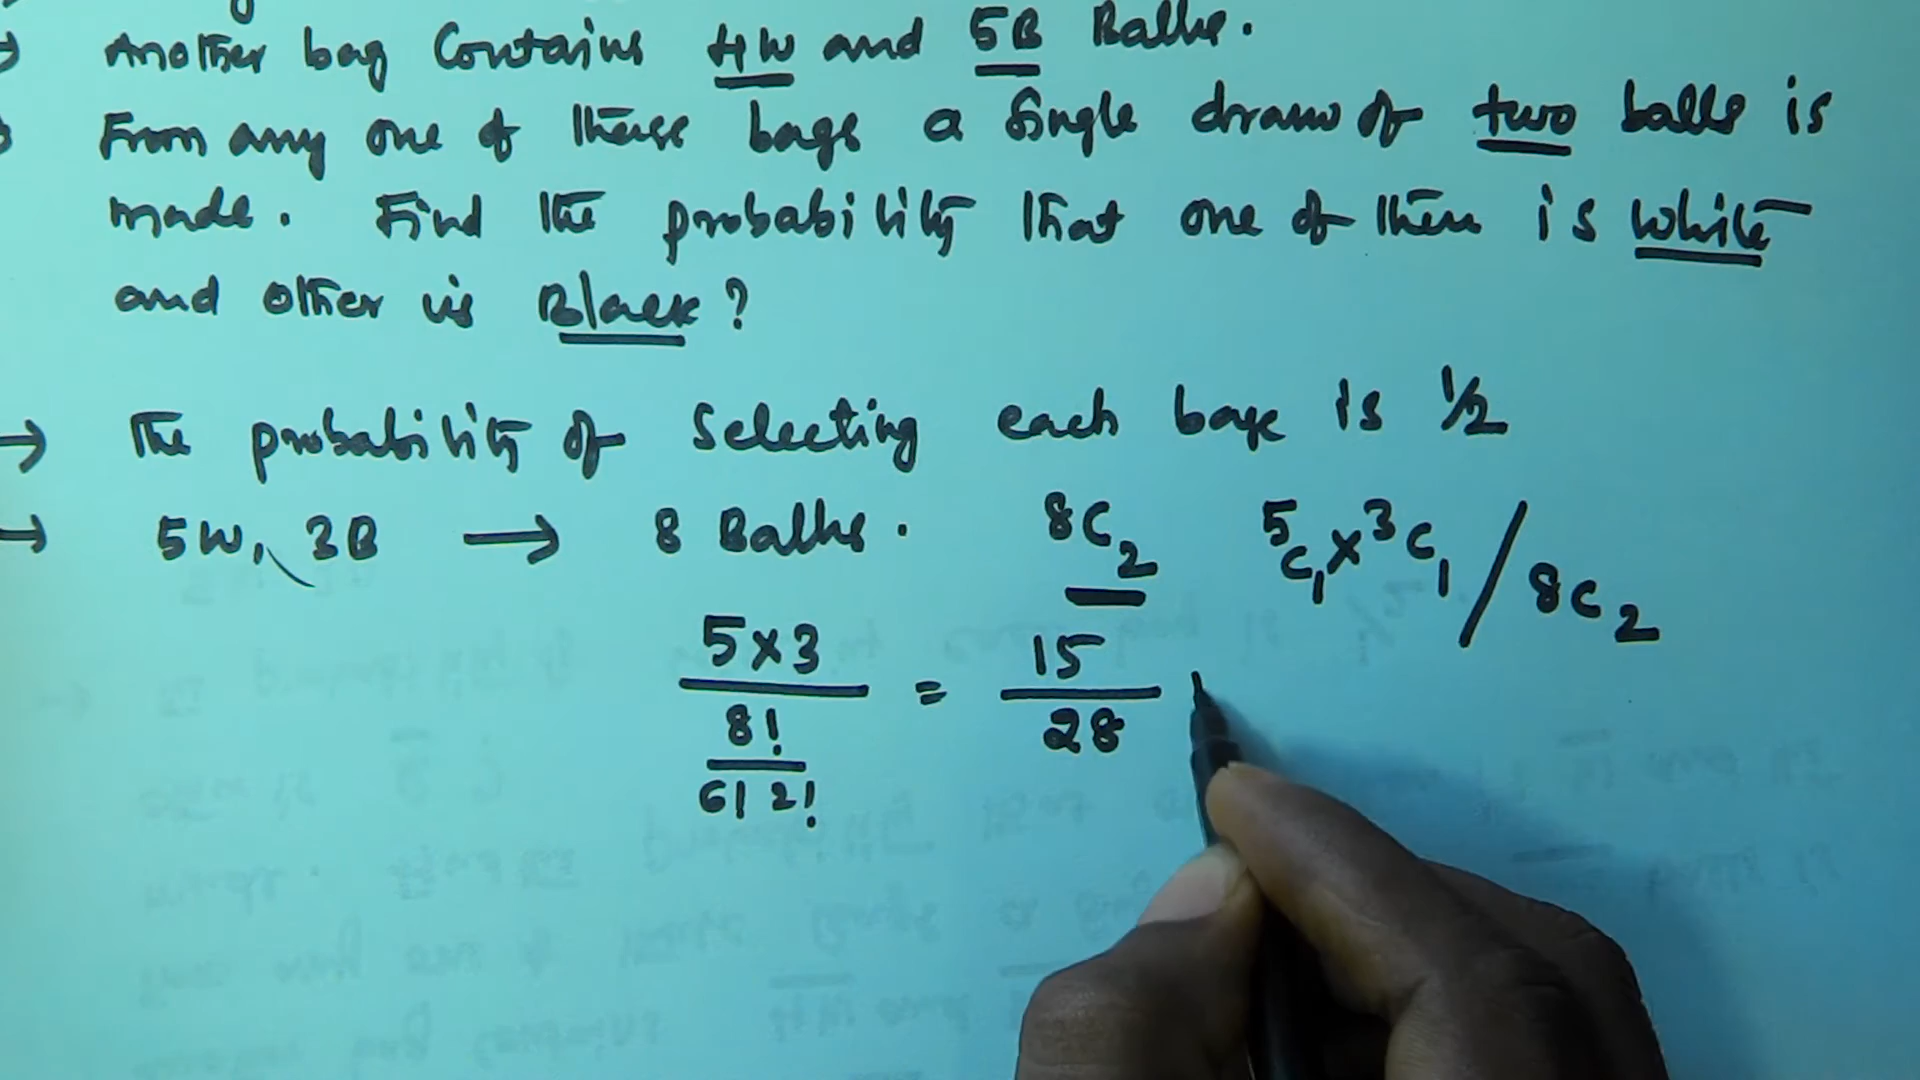 Another bag Contains 4W and 5B Balls.
From any one of these bags a Single draw of two balls is
made. Find the probability that one of them is white
and other is Black?
→ The probability of Selecting each bag is 1/2
→ 5W, 3B → 8 Balls. 8C2 5C1 x 3C1 / 8C2
5x3 / (8! / 6! 2!) = 15 / 28